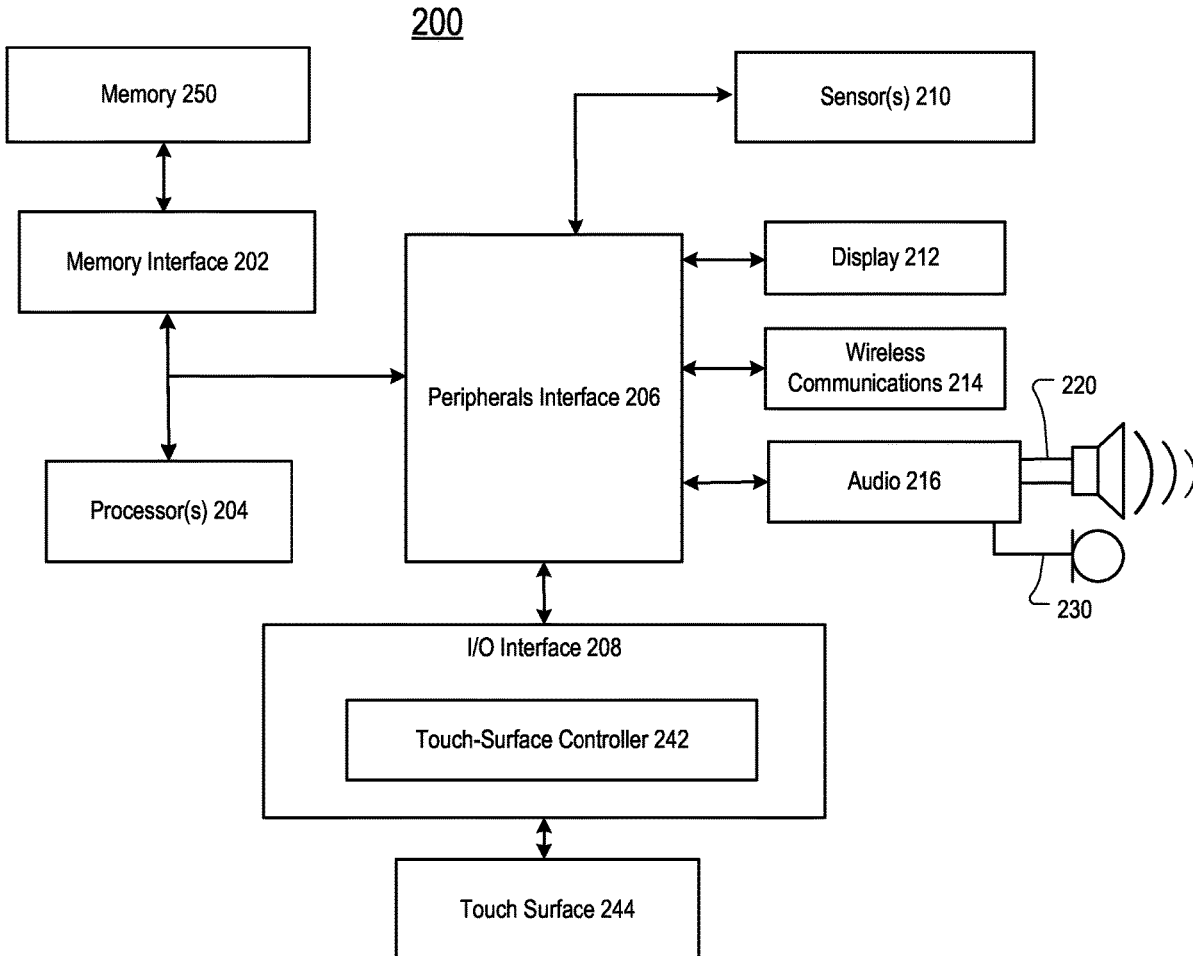 200
Memory 250
Sensor(s) 210
Memory Interface 202
Display 212
Peripherals Interface 206
Wireless
Communications 214
220
Audio 216
Processor(s) 204
230
I/O Interface 208
Touch-Surface Controller 242
Touch Surface 244